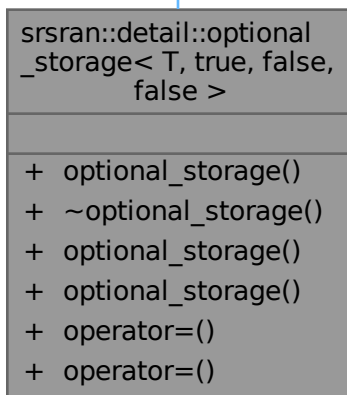 srsran::detail::optional
_storage< T, true, false,
false >
+ optional_storage()
+ ~optional_storage()
+ optional_storage()
+ optional_storage()
+ operator=()
+ operator=()